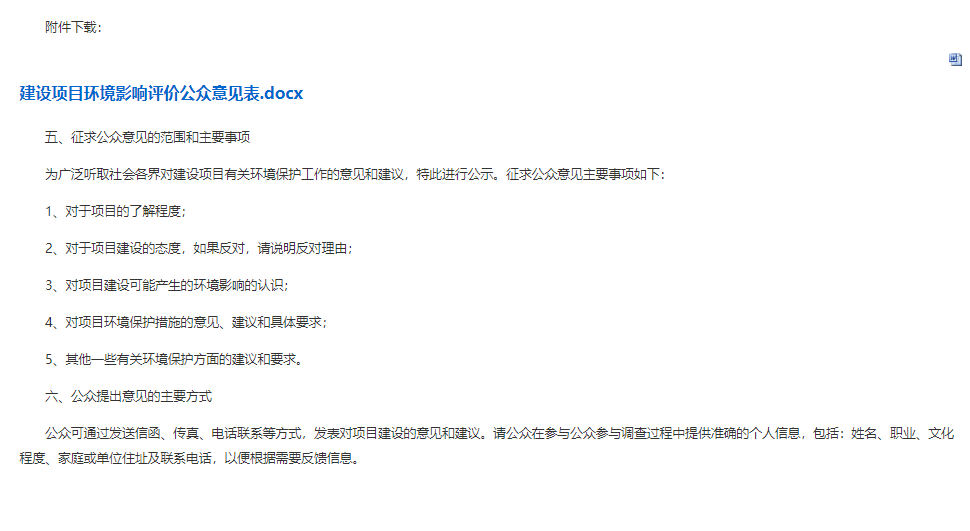 附件下载：
建设项目环境影响评价公众意见表.docx
五、征求公众意见的范围和主要事项
为广泛听取社会各界对建设项目有关环境保护工作的意见和建议，特此进行公示。征求公众意见主要事项如下：
1、对于项目的了解程度；
2、对于项目建设的态度，如果反对，请说明反对理由；
3、对项目建设可能产生的环境影响的认识；
4、对项目环境保护措施的意见、建议和具体要求；
5、其他一些有关环境保护方面的建议和要求。
六、公众提出意见的主要方式
公众可通过发送信函、传真、电话联系等方式，发表对项目建设的意见和建议。请公众在参与公众参与调查过程中提供准确的个人信息，包括：姓名、职业、文化
程度、家庭或单位住址及联系电话，以便根据需要反馈信息。